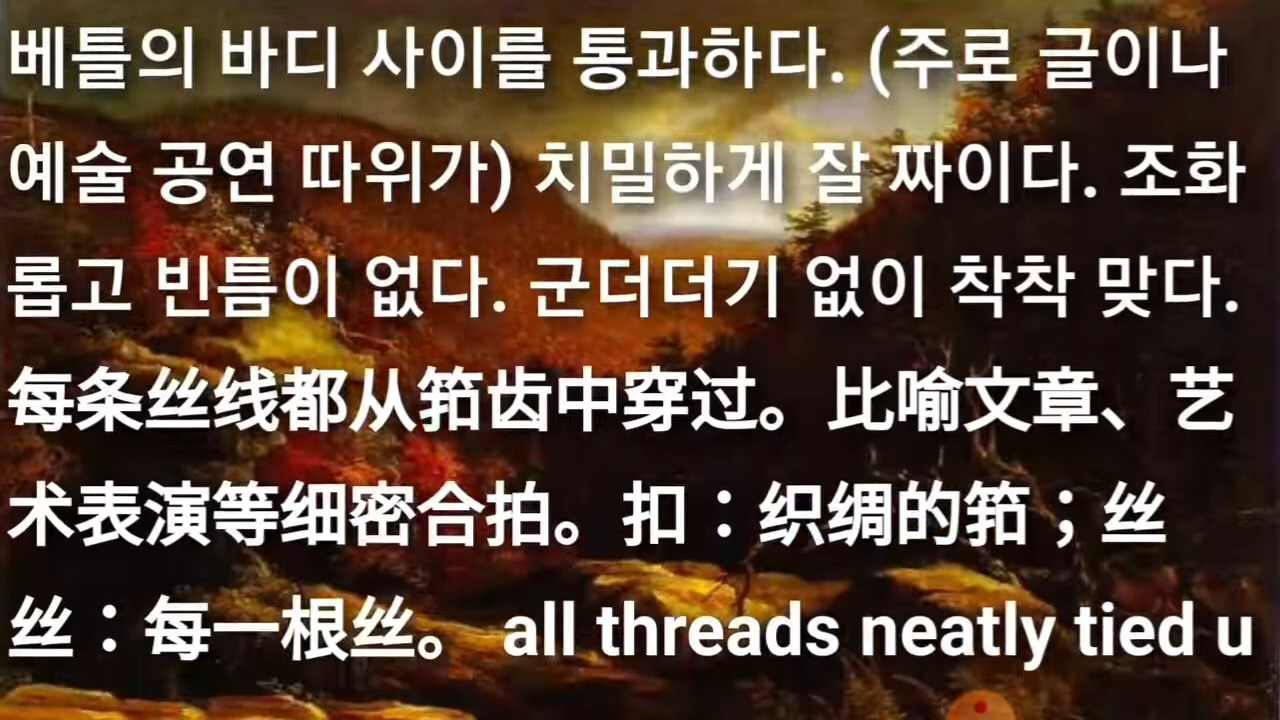 베틀의 바디 사이를 통과하다. (주로 글이나
예술 공연 따위가) 치밀하게 잘 짜이다. 조화
롭고 빈틈이 없다. 군더더기 없이 착착 맞다.
每条丝线都从筘齿中穿过。比喻文章、艺
术表演等细密合拍。扣：织绸的筘；丝
丝：每一根丝。 all threads neatly tied u